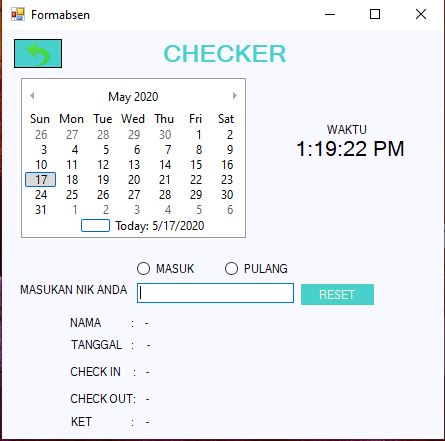 Formabsen
CHECKER
May 2020
Sun Mon Tue Wed Thu Fri Sat
26 27 28 29 30 1 2
3 4 5 6 7 8 9
10 11 12 13 14 15 16
17 18 19 20 21 22 23
24 25 26 27 28 29 30
31 1 2 3 4 5 6
Today: 5/17/2020
WAKTU
1:19:22 PM
MASUK PULANG
MASUKAN NIK ANDA RESET
NAMA : -
TANGGAL : -
CHECK IN : -
CHECK OUT: -
KET : -